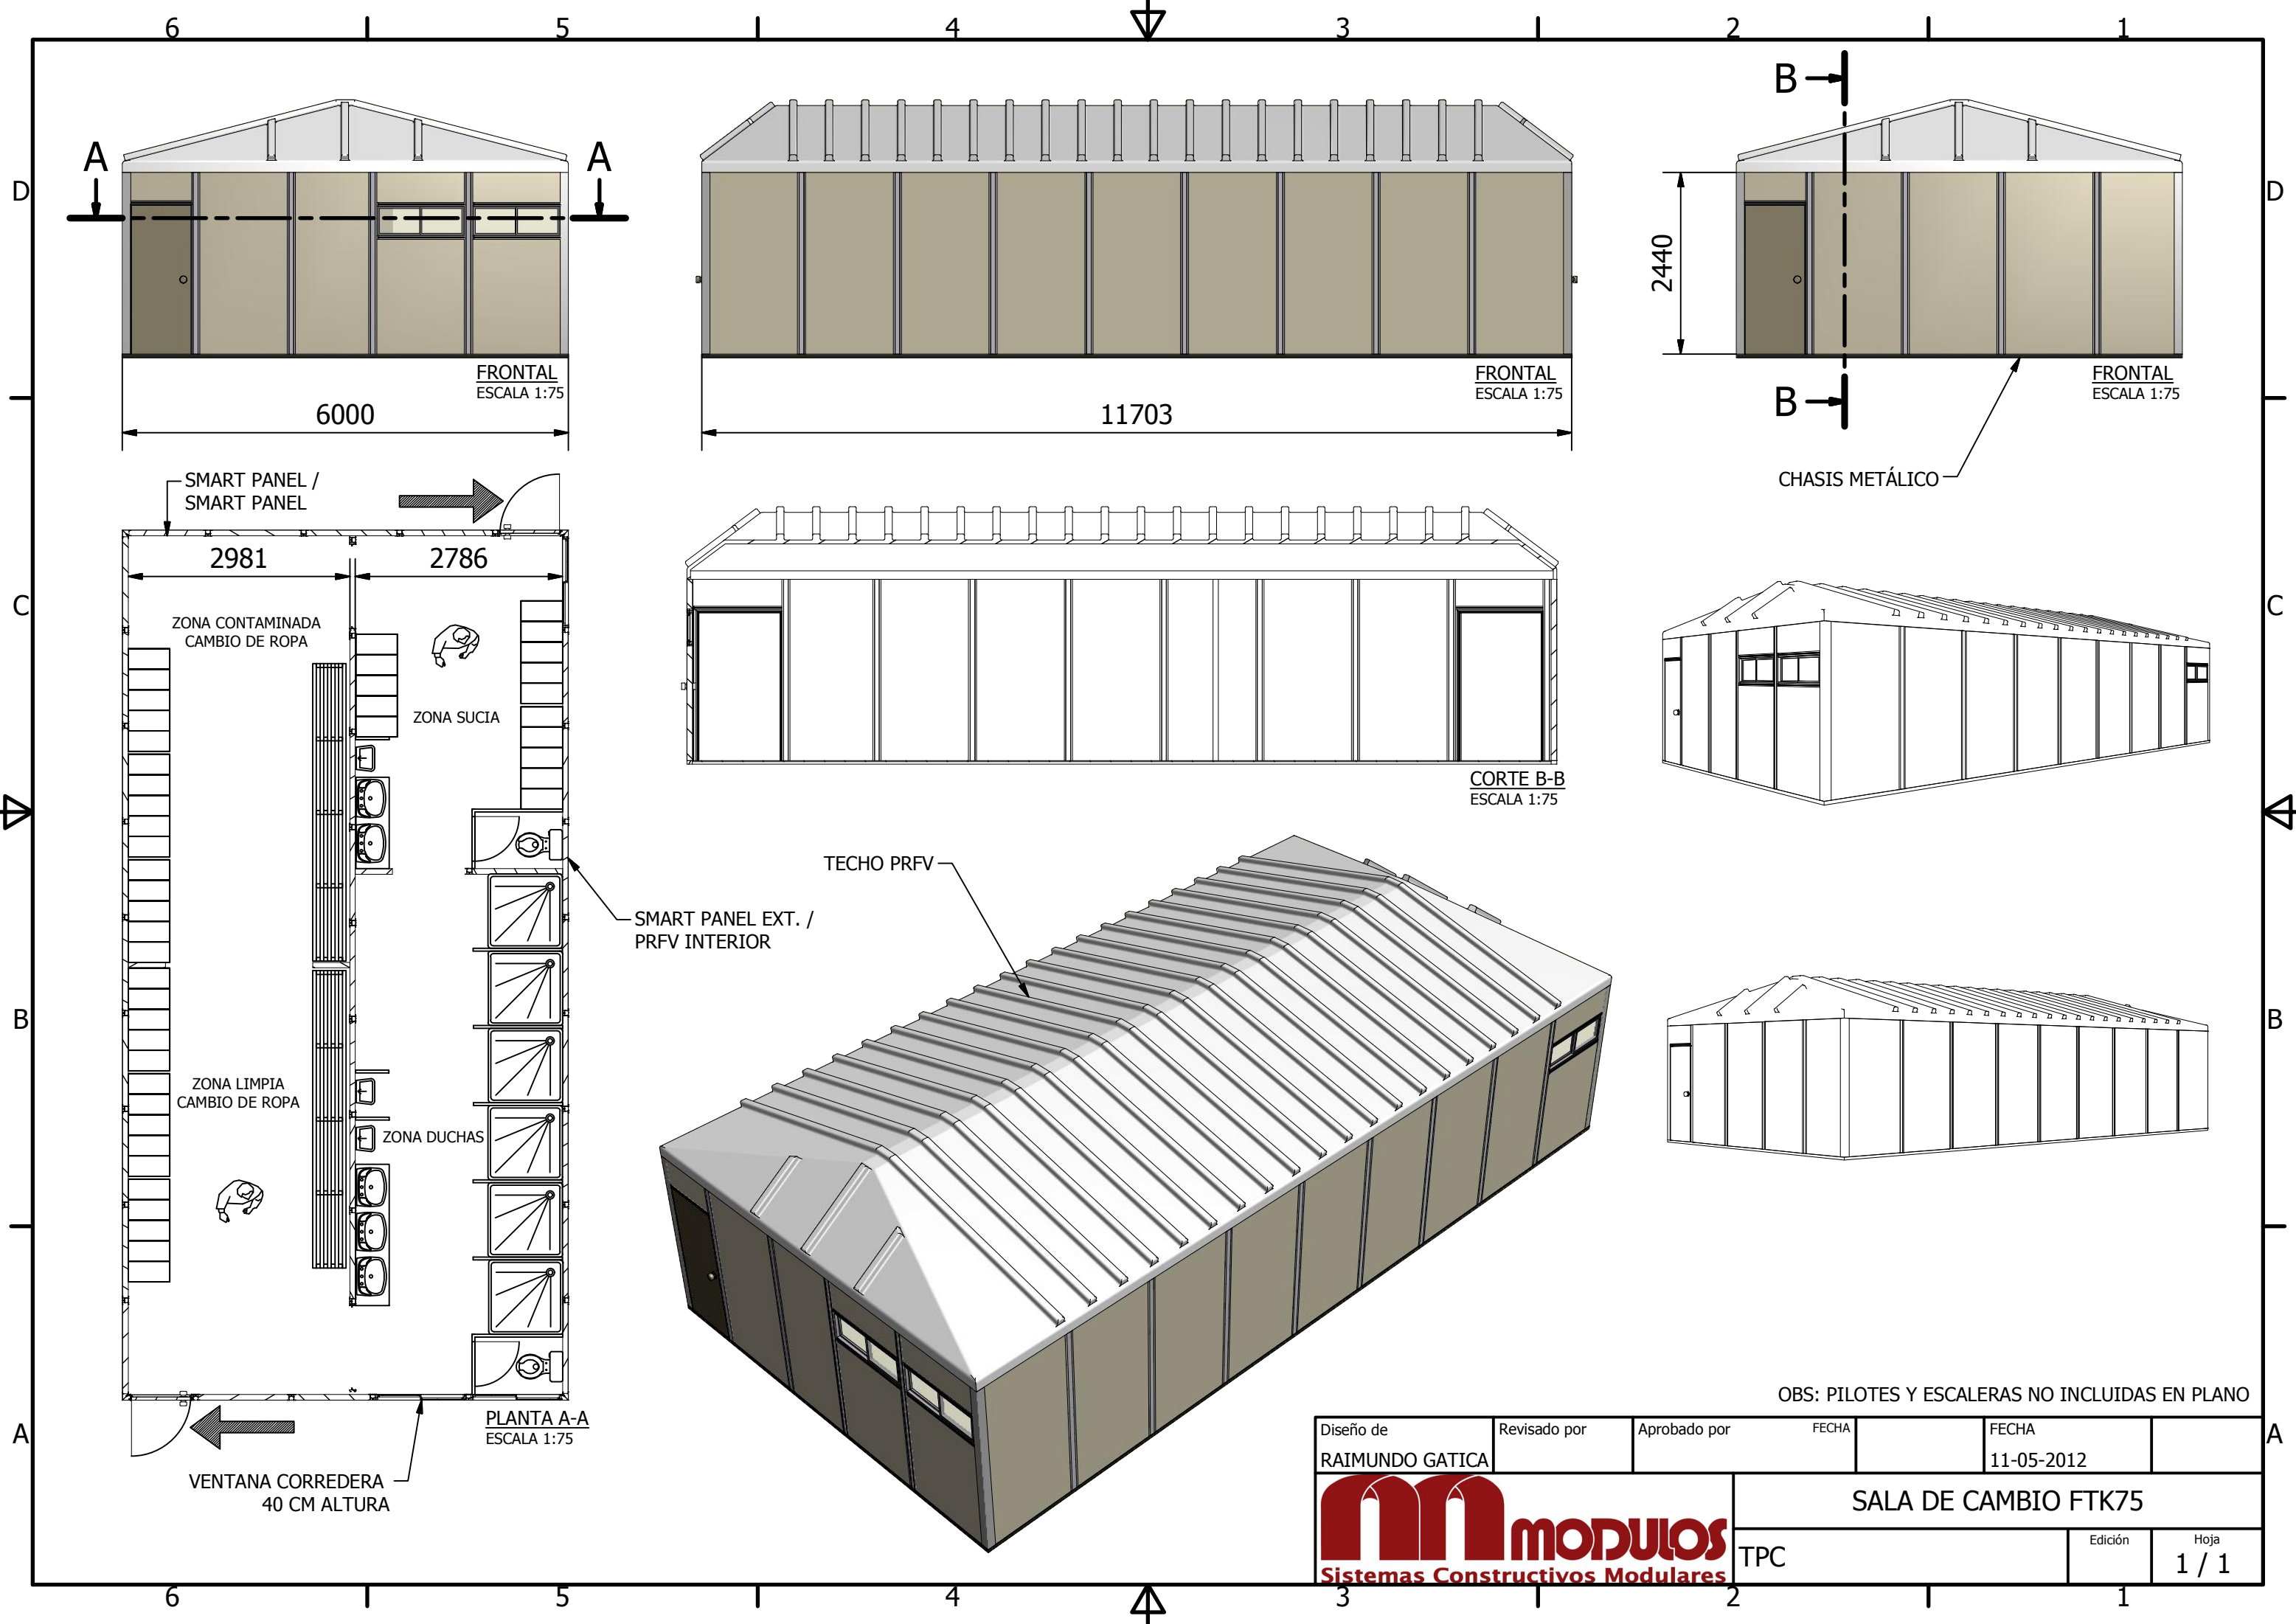 6 5 4 3 2 1
D
D
C
C
B
B
A
A
A A
FRONTAL
ESCALA 1:75
6000
FRONTAL
ESCALA 1:75
11703
B
B
2440
FRONTAL
ESCALA 1:75
CHASIS METÁLICO
SMART PANEL /
SMART PANEL
2981
2786
ZONA CONTAMINADA
CAMBIO DE ROPA
ZONA SUCIA
ZONA LIMPIA
CAMBIO DE ROPA
ZONA DUCHAS
SMART PANEL EXT. /
PRFV INTERIOR
PLANTA A-A
ESCALA 1:75
VENTANA CORREDERA
40 CM ALTURA
CORTE B-B
ESCALA 1:75
TECHO PRFV
OBS: PILOTES Y ESCALERAS NO INCLUIDAS EN PLANO
Diseño de
RAIMUNDO GATICA
Revisado por
Aprobado por
FECHA
FECHA
11-05-2012
MODULOS
Sistemas Constructivos Modulares
SALA DE CAMBIO FTK75
TPC
Edición
Hoja
1 / 1
6 5 4 3 2 1